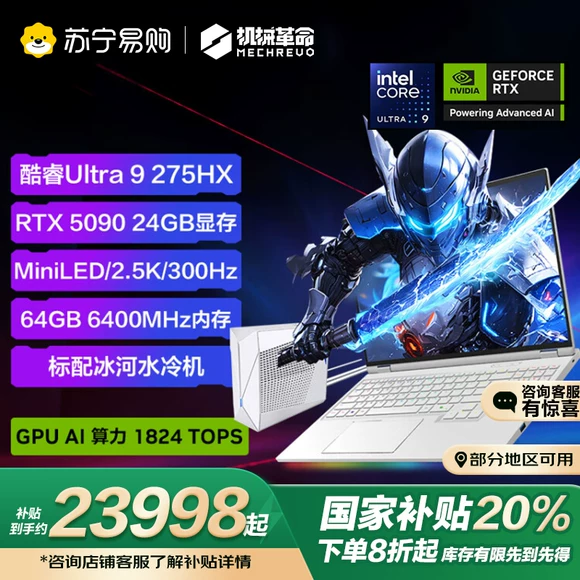 苏宁易购 机械革命
MECHREVO
intel
CORE
ULTRA 9
NVIDIA
GEFORCE
RTX
Powering Advanced AI
酷睿Ultra 9 275HX
RTX 5090 24GB显存
MiniLED/2.5K/300Hz
64GB 6400MHz内存
标配冰河水冷机
GPU AI 算力 1824 TOPS
咨询客服
有惊喜
部分地区可用
补贴
到手约
23998起
*咨询店铺客服了解补贴详情
国家补贴20%
下单8折起 库存有限先到先得